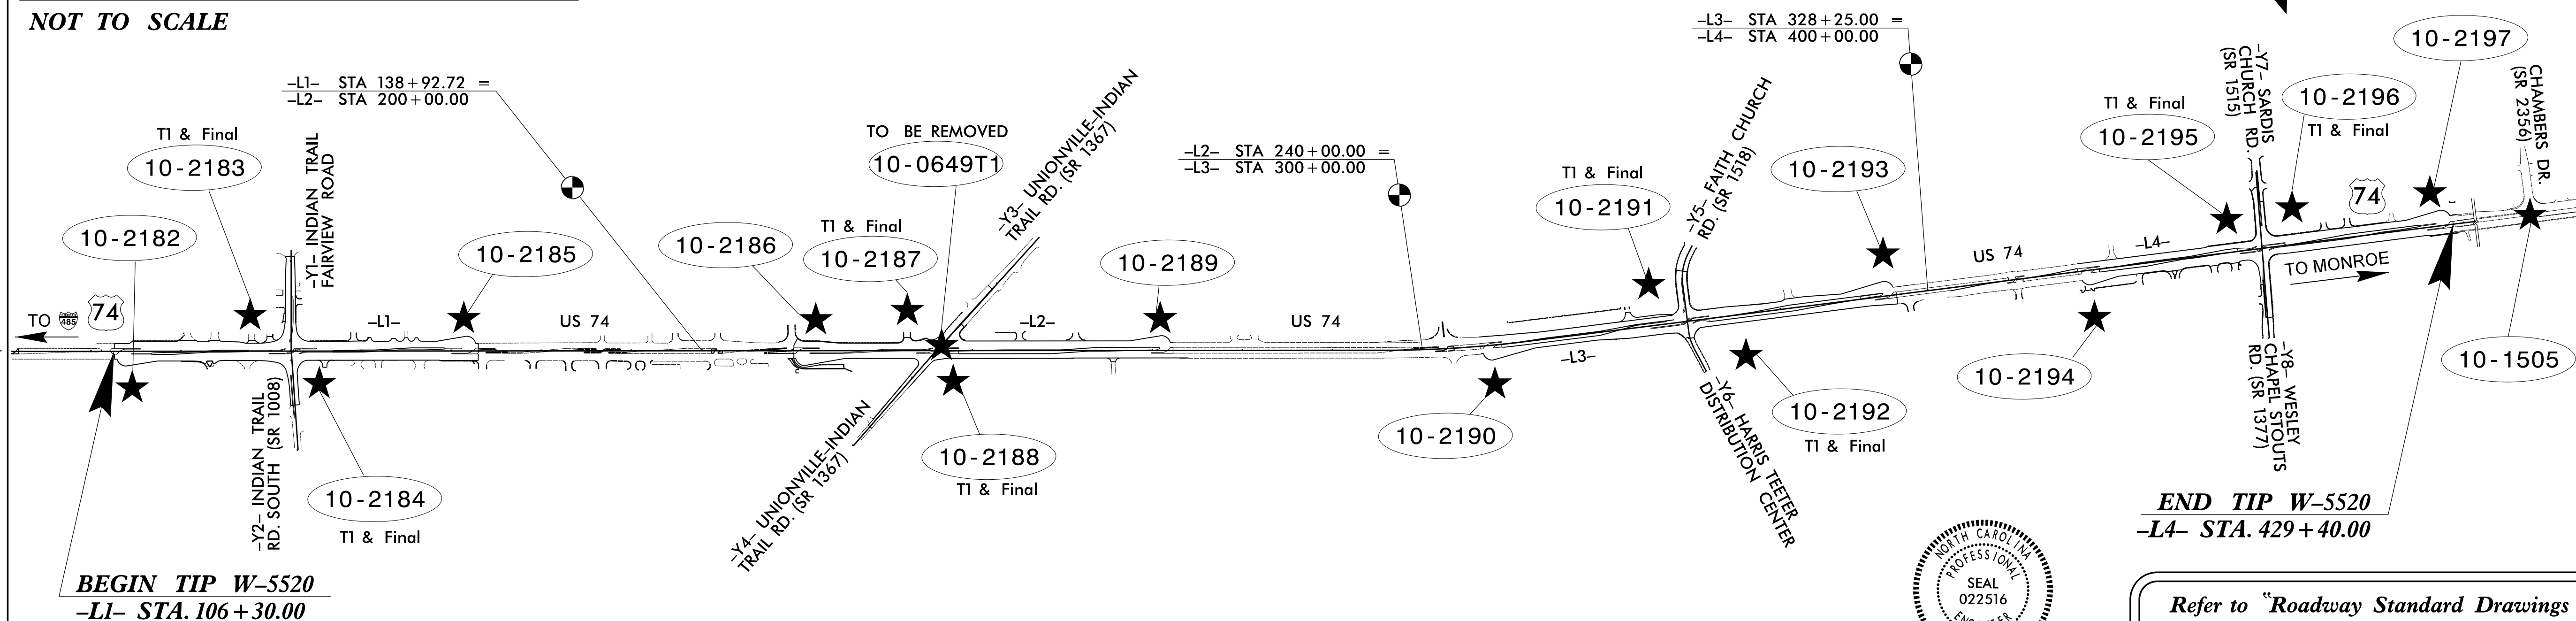 NOT TO SCALE
–L1– STA 138+92.72 =
–L2– STA 200+00.00
–L3– STA 328+25.00 =
–L4– STA 400+00.00
–L2– STA 240+00.00 =
–L3– STA 300+00.00
10-2182
T1 & Final
10-2183
–Y1– INDIAN TRAIL
FAIRVIEW ROAD
10-2185
10-2186
T1 & Final
10-2187
TO BE REMOVED
10-0649T1
–Y3– UNIONVILLE–INDIAN
TRAIL RD. (SR 1367)
10-2189
T1 & Final
10-2191
–Y5– FAITH CHURCH
RD. (SR 1518)
10-2193
T1 & Final
10-2195
–Y7– SARDIS
CHURCH RD.
(SR 1515)
10-2196
T1 & Final
10-2197
CHAMBERS DR.
(SR 2356)
TO
485
74
–L1–
US 74
–L2–
US 74
–L3–
US 74
–L4–
74
TO MONROE
–Y2– INDIAN TRAIL
RD. SOUTH (SR 1008)
10-2184
T1 & Final
–Y4– UNIONVILLE–INDIAN
TRAIL RD. (SR 1367)
10-2188
T1 & Final
10-2190
–Y6– HARRIS TEETER
DISTRIBUTION CENTER
10-2192
T1 & Final
10-2194
–Y8– WESLEY
CHAPEL STOUTS
RD. (SR 1377)
10-1505
BEGIN TIP W–5520
–L1– STA. 106+30.00
END TIP W–5520
–L4– STA. 429+40.00
NORTH CAROLINA
PROFESSIONAL
SEAL
022516
Refer to "Roadway Standard Drawings